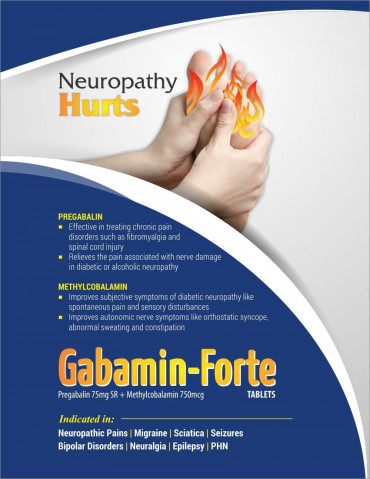 Neuropathy
Hurts
PREGABALIN
Effective in treating chronic pain
disorders such as fibromyalgia and
spinal cord injury
Relieves the pain associated with nerve damage
in diabetic or alcoholic neuropathy
METHYLCOBALAMIN
Improves subjective symptoms of diabetic neuropathy like
spontaneous pain and sensory disturbances
Improves autonomic nerve symptoms like orthostatic syncope,
abnormal sweating and constipation
Gabamin-Forte
Pregabalin 75mg SR + Methylcobalamin 750mcg TABLETS
Indicated in:
Neuropathic Pains | Migraine | Sciatica | Seizures
Bipolar Disorders | Neuralgia | Epilepsy | PHN